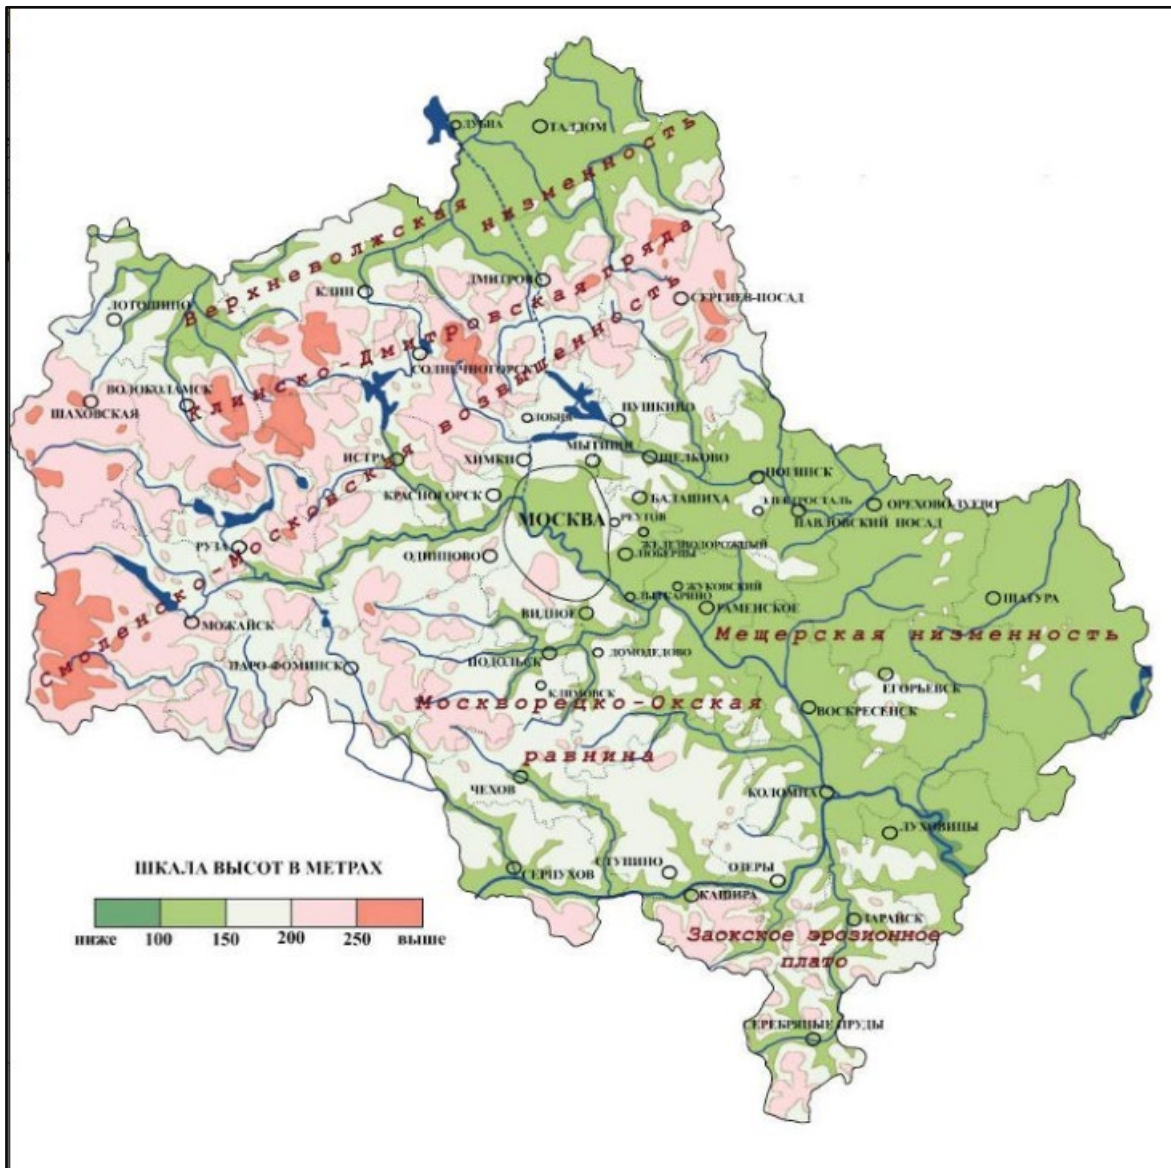 ДУБНА
ТАЛДОМ
Верхневолжская низменность
ДМИТРОВ
КЛИН
СЕРГИЕВ-ПОСАД
ЛОТОШИНО
Клинско-Дмитровская гряда
СОЛНЕЧНОГОРСК
ВОЛОКОЛАМСК
ШАХОВСКАЯ
Смоленско-Московская возвышенность
ЛОБНЯ
ПУШКИНО
МЫТИЩИ
ИСТРА
ХИМКИ
ЩЕЛКОВО
НОГИНСК
КРАСНОГОРСК
БАЛАШИХА
ЭЛЕКТРОСТАЛЬ
ОРЕХОВО-ЗУЕВО
МОСКВА
РЕУТОВ
ПАВЛОВСКИЙ ПОСАД
ЖЕЛЕЗНОДОРОЖНЫЙ
РУЗА
ОДИНЦОВО
ЛЮБЕРЦЫ
ЖУКОВСКИЙ
ЛЫТКАРИНО
ШАТУРА
МОЖАЙСК
ВИДНОЕ
РАМЕНСКОЕ
Мещерская низменность
НАРО-ФОМИНСК
ПОДОЛЬСК
ДОМОДЕДОВО
КЛИМОВСК
ЕГОРЬЕВСК
Москворецко-Окская
равнина
ВОСКРЕСЕНСК
ЧЕХОВ
КОЛОМНА
ЛУХОВИЦЫ
ШКАЛА ВЫСОТ В МЕТРАХ
СЕРПУХОВ
СТУПИНО
ОЗЕРЫ
КАШИРА
ниже 100 150 200 250 выше
ЗАРАЙСК
Заокское эрозионное
плато
СЕРЕБРЯНЫЕ ПРУДЫ